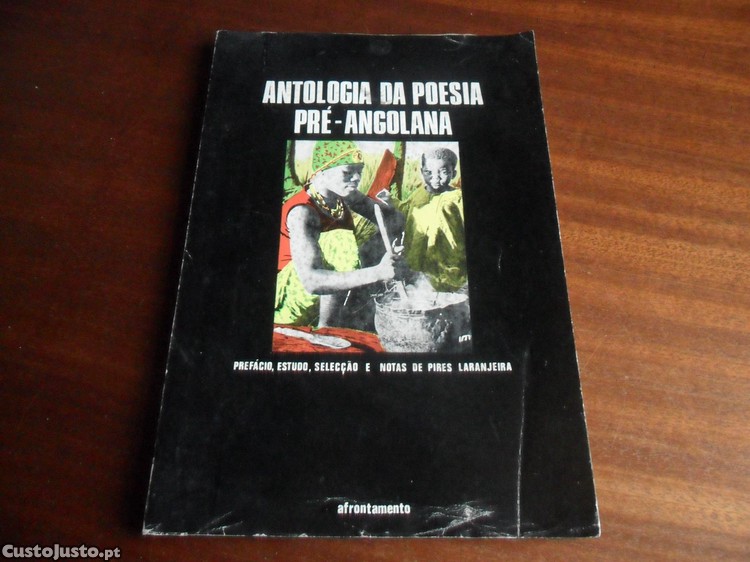 ANTOLOGIA DA POESIA
PRÉ-ANGOLANA
PREFÁCIO, ESTUDO, SELECÇÃO E NOTAS DE PIRES LARANJEIRA
afrontamento
CustoJusto.pt